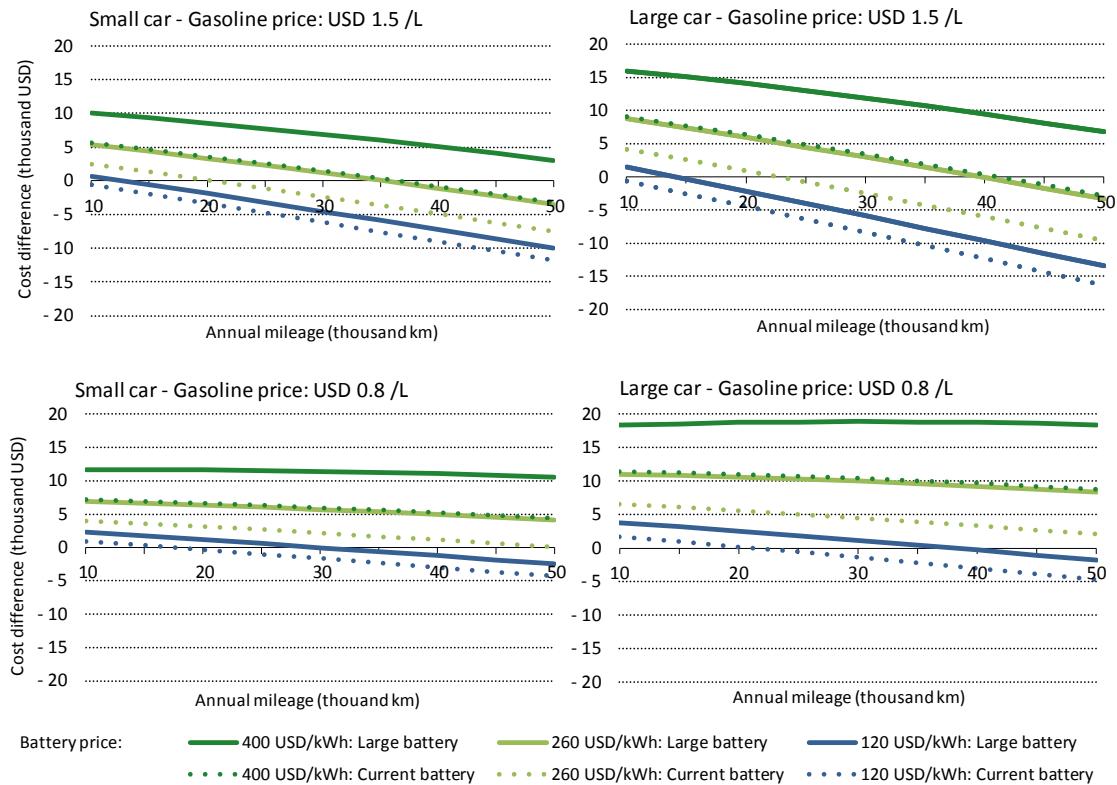 Small car - Gasoline price: USD 1.5 /L
Cost difference (thousand USD)
20
15
10
5
0
- 5
- 10
- 15
- 20
10 20 30 40 50
Annual mileage (thousand km)
Large car - Gasoline price: USD 1.5 /L
20
15
10
5
0
- 5
- 10
- 15
- 20
10 20 30 40 50
Annual mileage (thousand km)
Small car - Gasoline price: USD 0.8 /L
Cost difference (thousand USD)
20
15
10
5
0
- 5
- 10
- 15
- 20
10 20 30 40 50
Annual mileage (thousand km)
Large car - Gasoline price: USD 0.8 /L
20
15
10
5
0
- 5
- 10
- 15
- 20
10 20 30 40 50
Annual mileage (thousand km)
Battery price: 400 USD/kWh: Large battery 260 USD/kWh: Large battery 120 USD/kWh: Large battery
400 USD/kWh: Current battery 260 USD/kWh: Current battery 120 USD/kWh: Current battery